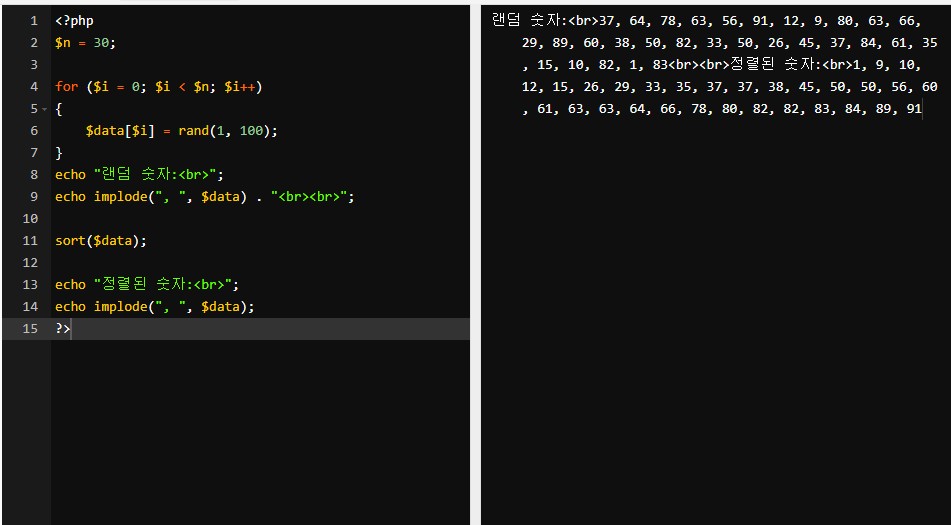 1 <?php
2 $n = 30;
3
4 for ($i = 0; $i < $n; $i++)
5 {
6 $data[$i] = rand(1, 100);
7 }
8 echo "랜덤 숫자:<br>";
9 echo implode(", ", $data) . "<br><br>";
10
11 sort($data);
12
13 echo "정렬된 숫자:<br>";
14 echo implode(", ", $data);
15 ?>
랜덤 숫자:<br>37, 64, 78, 63, 56, 91, 12, 9, 80, 63, 66,
29, 89, 60, 38, 50, 82, 33, 50, 26, 45, 37, 84, 61, 35
, 15, 10, 82, 1, 83<br><br>정렬된 숫자:<br>1, 9, 10,
12, 15, 26, 29, 33, 35, 37, 37, 38, 45, 50, 50, 56, 60
, 61, 63, 63, 64, 66, 78, 80, 82, 82, 83, 84, 89, 91